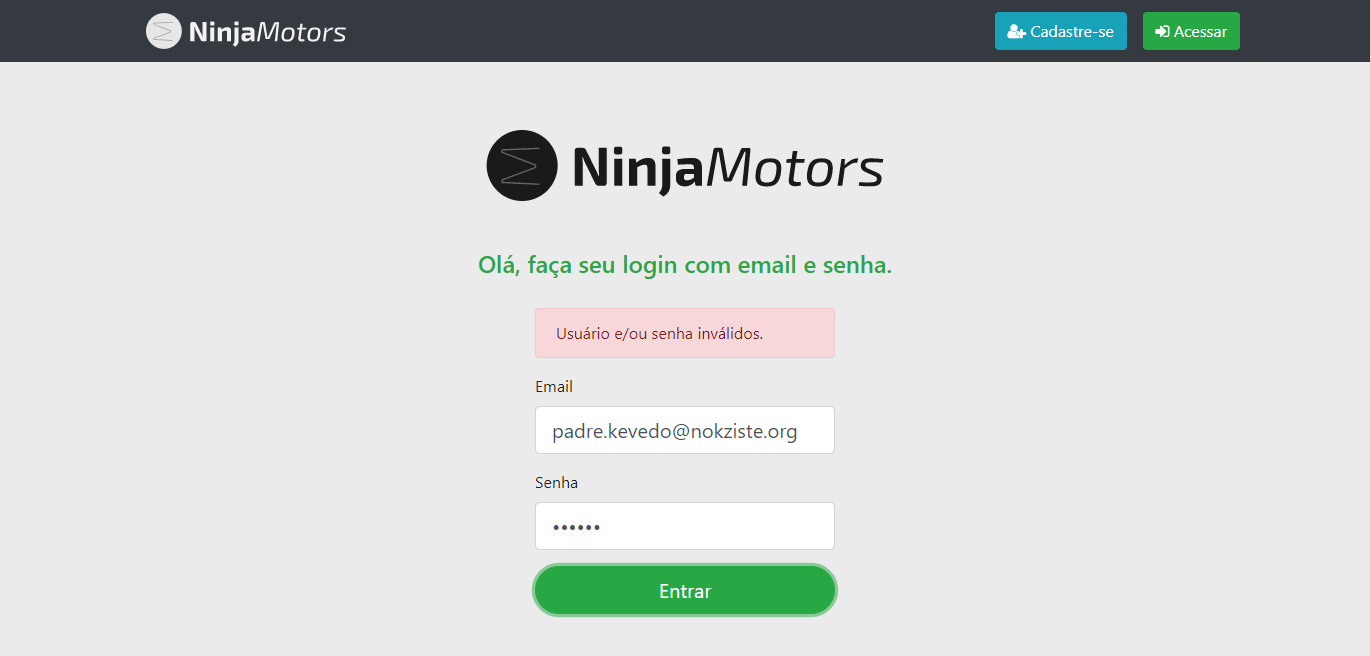 NinjaMotors
Cadastre-se
Acessar
NinjaMotors
Olá, faça seu login com email e senha.
Usuário e/ou senha inválidos.
Email
padre.kevedo@nokziste.org
Senha
••••••
Entrar